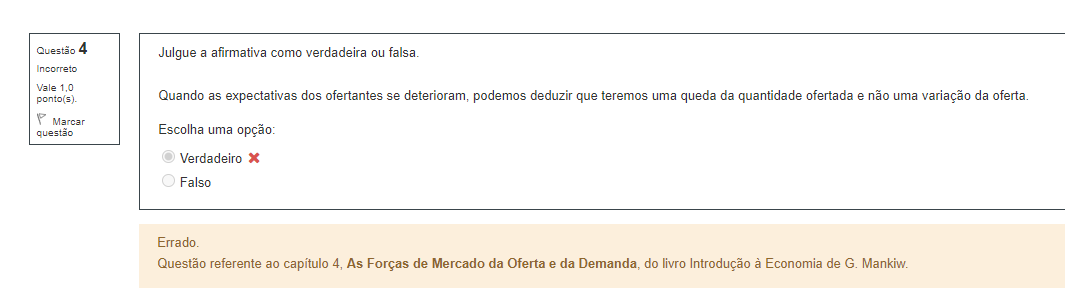 Questão 4
Incorreto
Vale 1,0
ponto(s).
Marcar
questão
Julgue a afirmativa como verdadeira ou falsa.
Quando as expectativas dos ofertantes se deterioram, podemos deduzir que teremos uma queda da quantidade ofertada e não uma variação da oferta.
Escolha uma opção:
Verdadeiro
Falso
Errado.
Questão referente ao capítulo 4, As Forças de Mercado da Oferta e da Demanda, do livro Introdução à Economia de G. Mankiw.